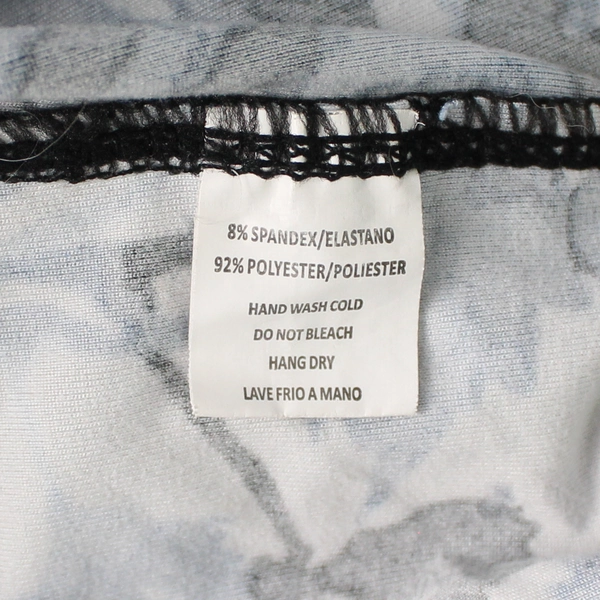 8% SPANDEX/ELASTANO
92% POLYESTER/POLIESTER
HAND WASH COLD
DO NOT BLEACH
HANG DRY
LAVE FRIO A MANO